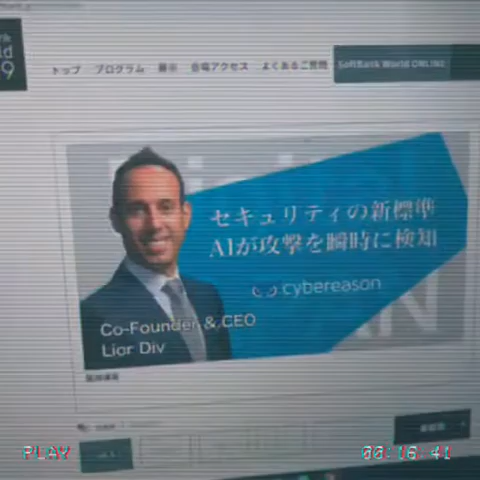 ld
9
トップ プログラム 展示 会場アクセス よくあるご質問 SoftBank World ONLINE
セキュリティの新標準
AIが攻撃を瞬時に検知
cybereason
Co-Founder & CEO
Lior Div
PLAY 00:16:41